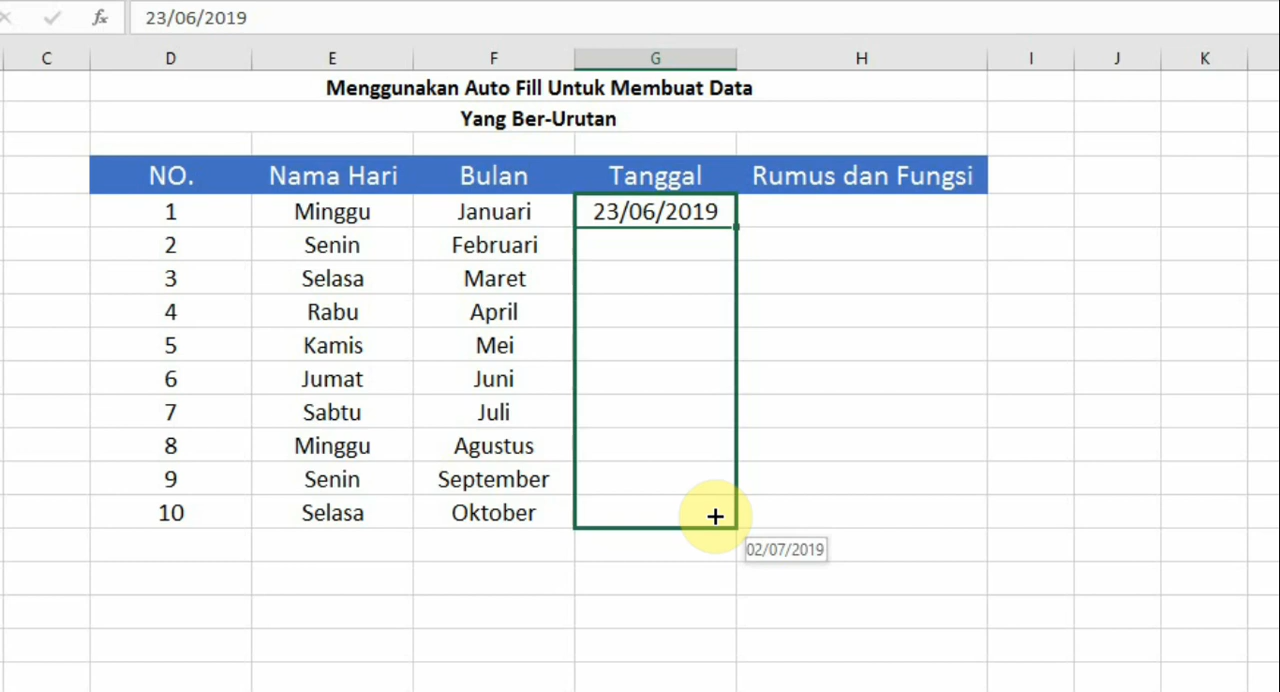 fx 23/06/2019
C D E F G H I J K
Menggunakan Auto Fill Untuk Membuat Data
Yang Ber-Urutan
NO. Nama Hari Bulan Tanggal Rumus dan Fungsi
1 Minggu Januari 23/06/2019
2 Senin Februari
3 Selasa Maret
4 Rabu April
5 Kamis Mei
6 Jumat Juni
7 Sabtu Juli
8 Minggu Agustus
9 Senin September
10 Selasa Oktober
02/07/2019